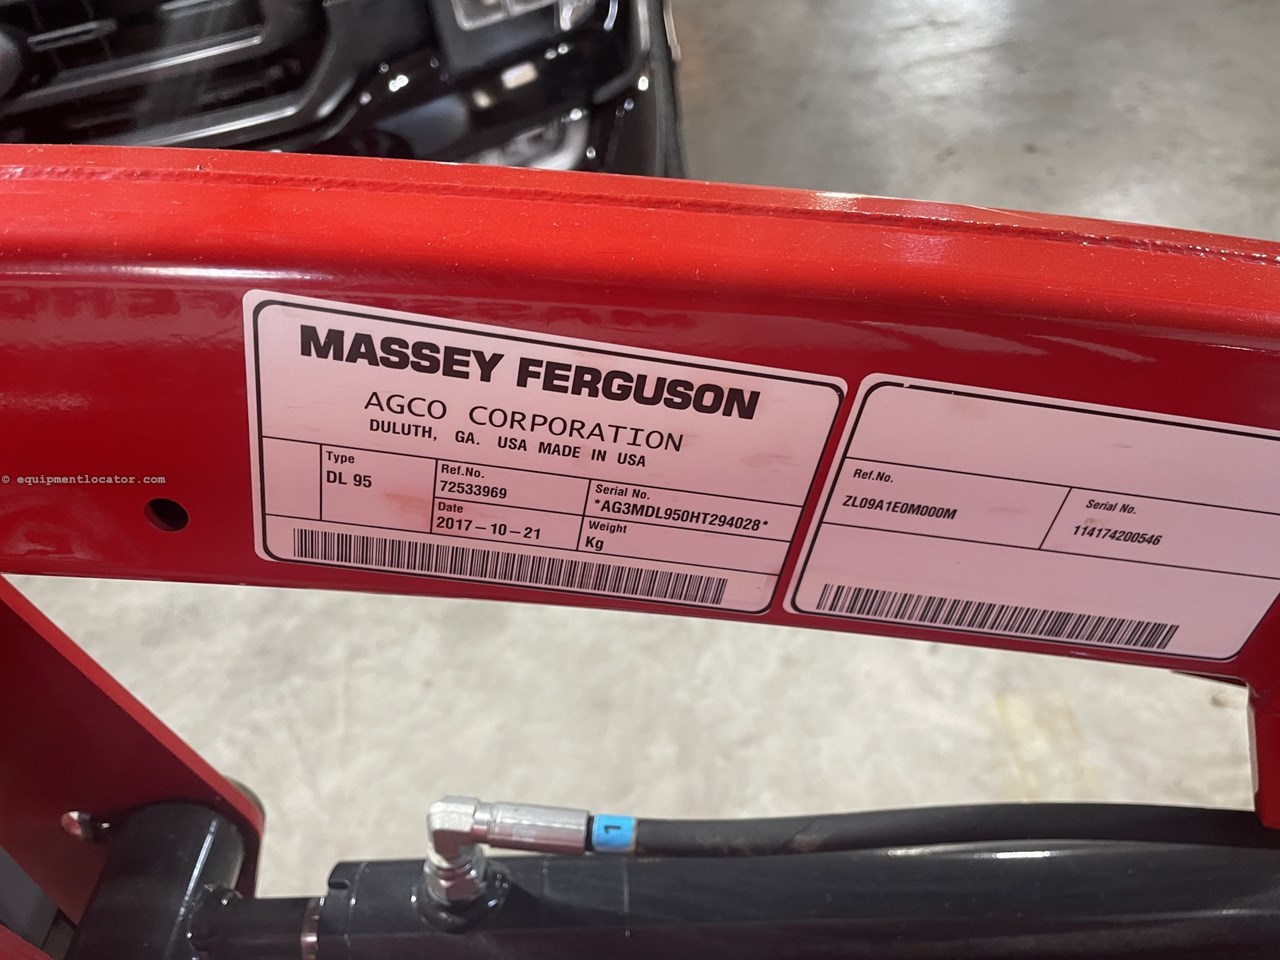 MASSEY FERGUSON
AGCO CORPORATION
DULUTH, GA. USA MADE IN USA
Type
DL 95
Ref.No.
72533969
Date
2017-10-21
Serial No.
*AG3MDL950HT294028*
Weight
Kg
Ref.No.
ZL09A1E0M000M
Serial No.
114174200546
© equipmentlocator.com
1